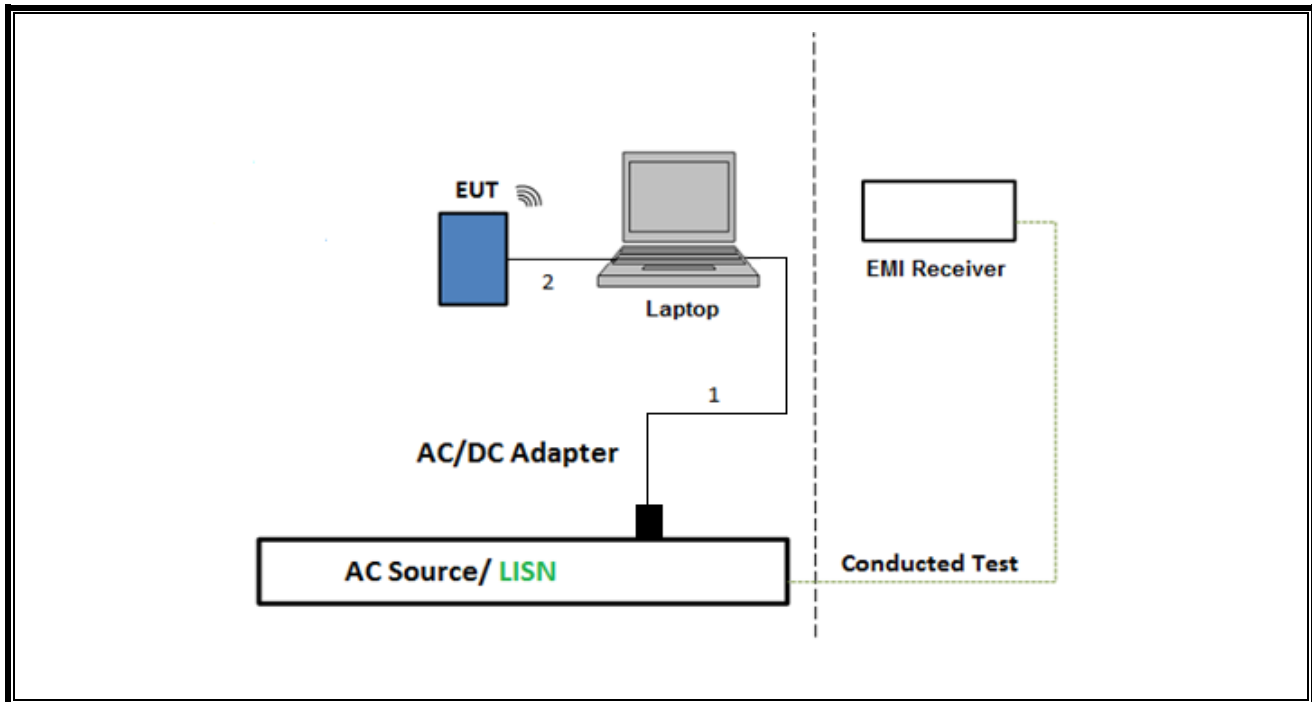 EUT
2
Laptop
EMI Receiver
1
AC/DC Adapter
AC Source/ LISN
Conducted Test